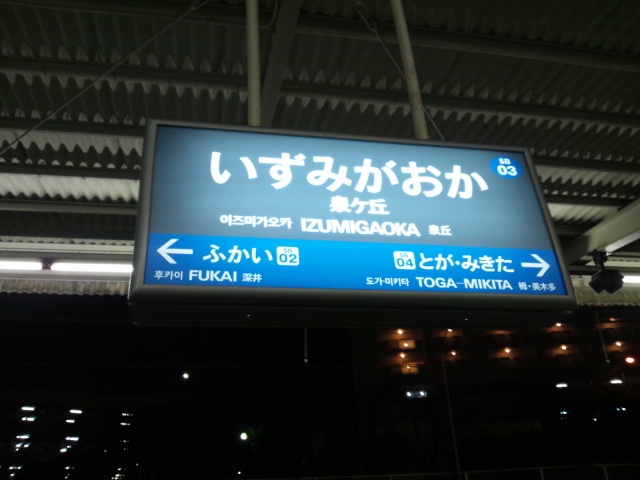 いずみがおか SB 03
泉ケ丘
이즈미가오카 IZUMIGAOKA 泉丘
← ふかい SB 02 SB 04 とが・みきた →
후카이 FUKAI 深井 도가·미키타 TOGA-MIKITA 栂・美木多